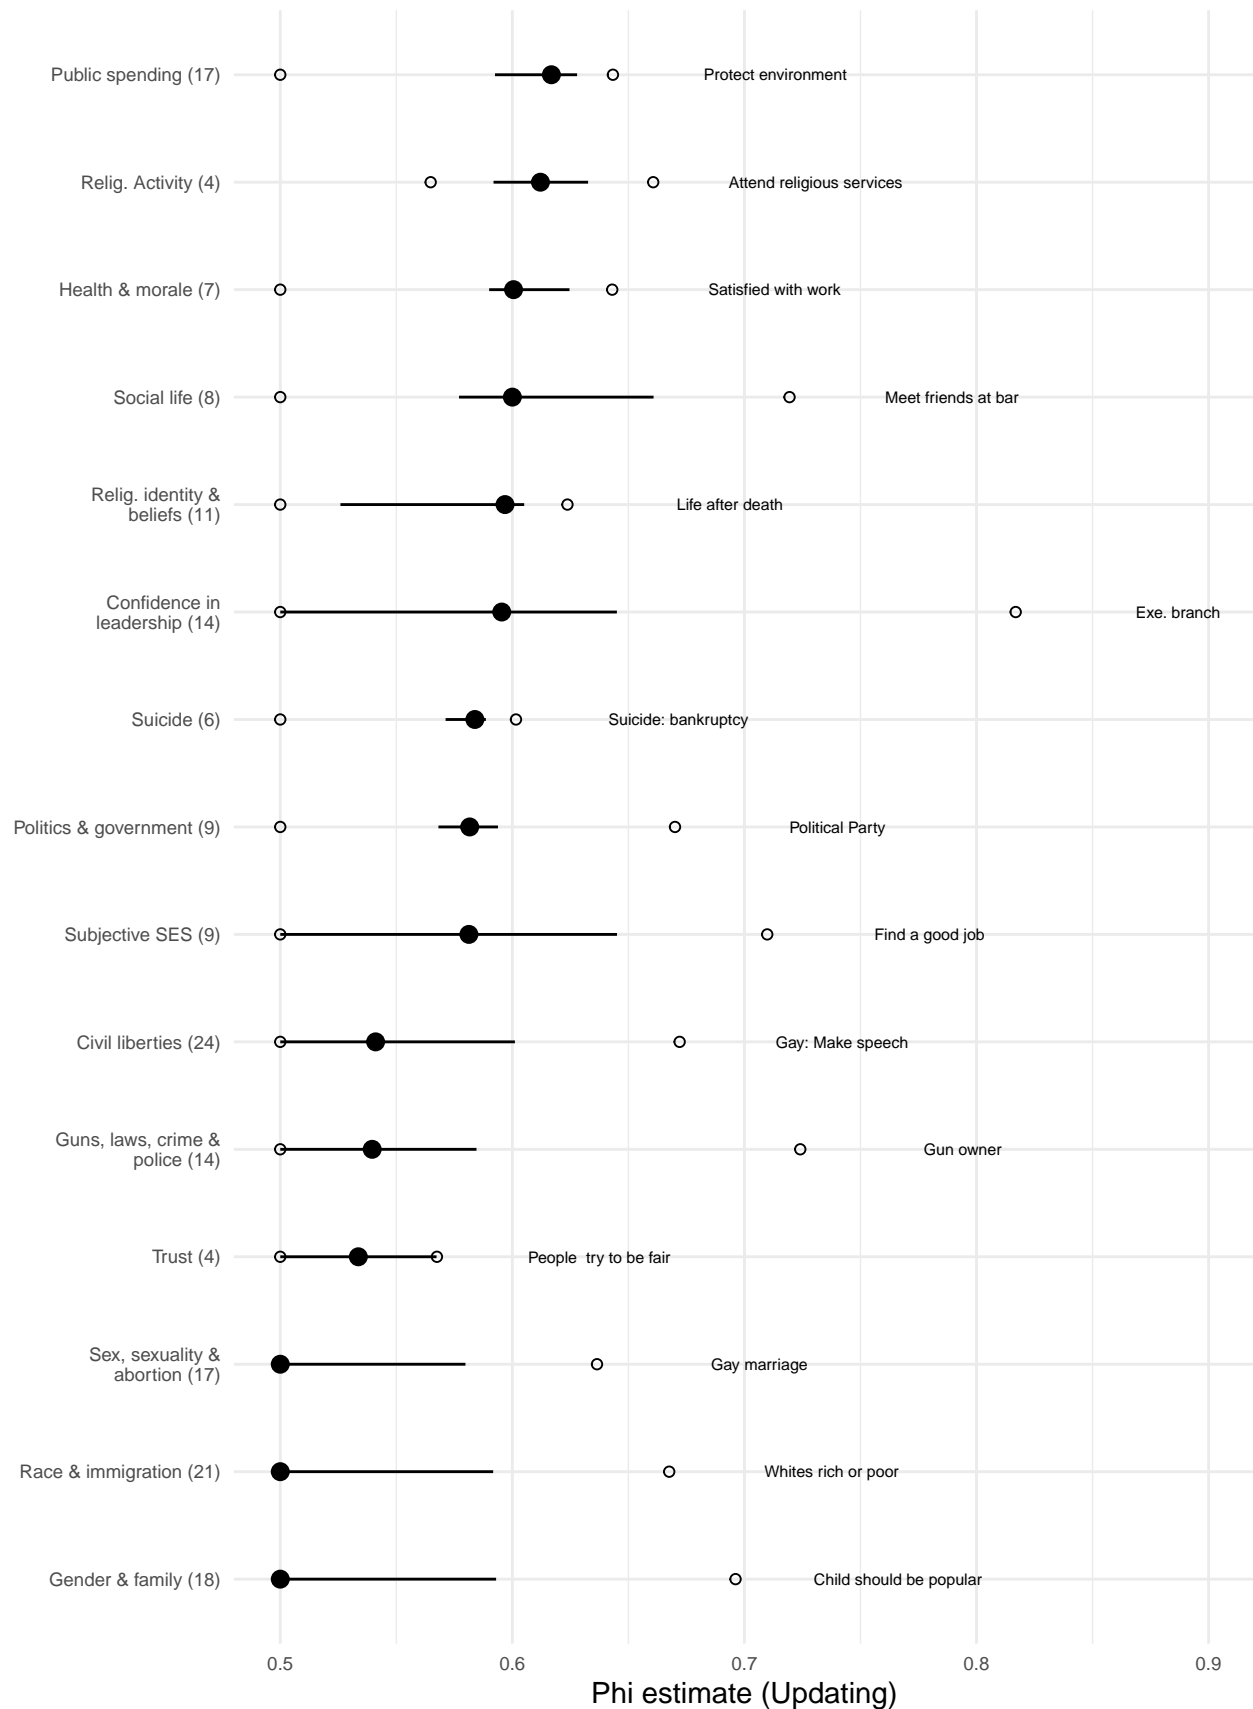 Public spending (17)
Protect environment
Relig. Activity (4)
Attend religious services
Health & morale (7)
Satisfied with work
Social life (8)
Meet friends at bar
Relig. identity &
beliefs (11)
Life after death
Confidence in
leadership (14)
Exe. branch
Suicide (6)
Suicide: bankruptcy
Politics & government (9)
Political Party
Subjective SES (9)
Find a good job
Civil liberties (24)
Gay: Make speech
Guns, laws, crime &
police (14)
Gun owner
Trust (4)
People  try to be fair
Sex, sexuality &
abortion (17)
Gay marriage
Race & immigration (21)
Whites rich or poor
Gender & family (18)
Child should be popular
0.5 0.6 0.7 0.8 0.9
Phi estimate (Updating)